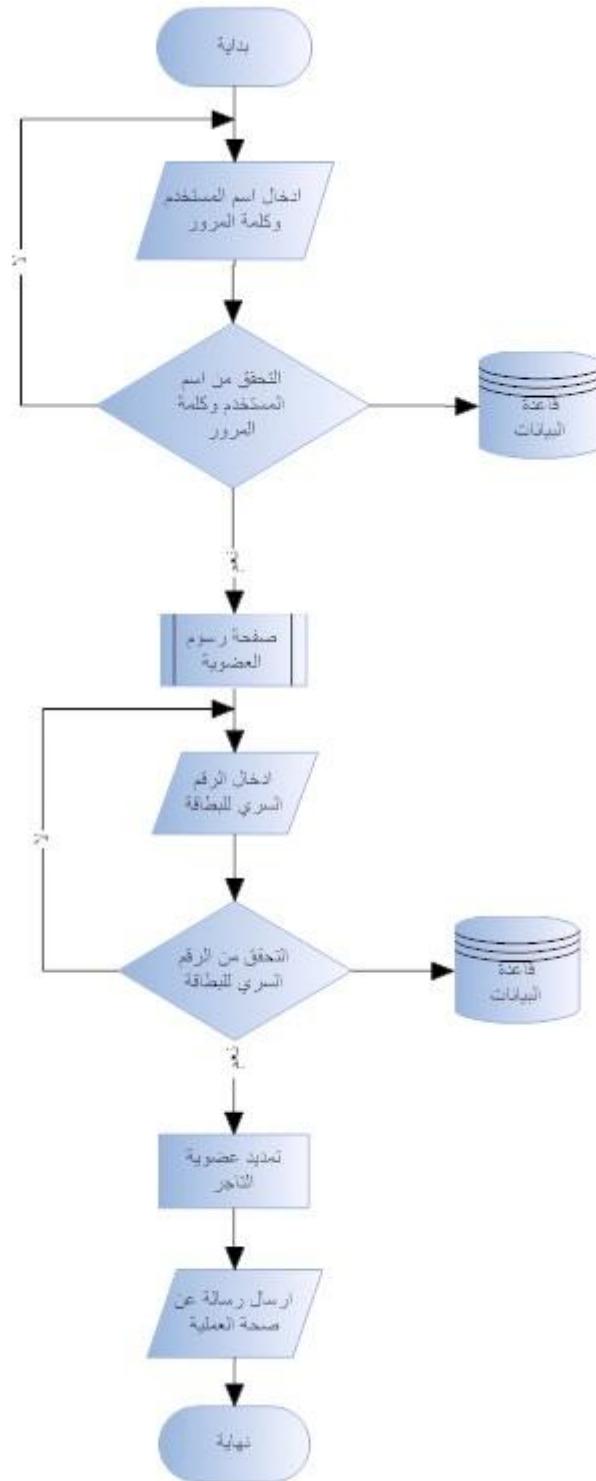 بداية
ادخال اسم المستخدم
وكلمة المرور
لا
التحقق من اسم
المستخدم وكلمة
المرور
قاعدة
البيانات
نعم
صفحة رسوم
العضوية
ادخال الرقم
السري للبطاقة
لا
التحقق من الرقم
السري للبطاقة
قاعدة
البيانات
نعم
تمديد عضوية
التاجر
ارسال رسالة عن
صحة العملية
نهاية